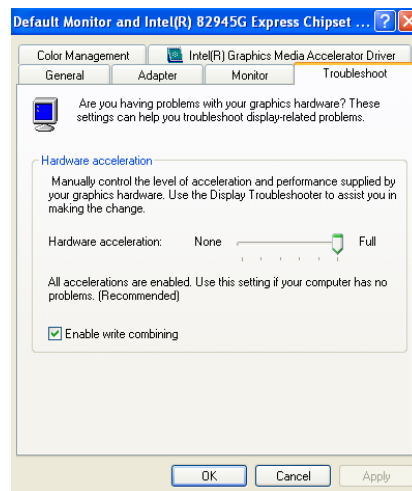 Default Monitor and Intel(R) 82945G Express Chipset ...
Color Management
Intel(R) Graphics Media Accelerator Driver
General
Adapter
Monitor
Troubleshoot
Are you having problems with your graphics hardware? These
settings can help you troubleshoot display-related problems.
Hardware acceleration
Manually control the level of acceleration and performance supplied by
your graphics hardware. Use the Display Troubleshooter to assist you in
making the change.
Hardware acceleration:
None
Full
All accelerations are enabled. Use this setting if your computer has no
problems. (Recommended)
Enable write combining
OK
Cancel
Apply